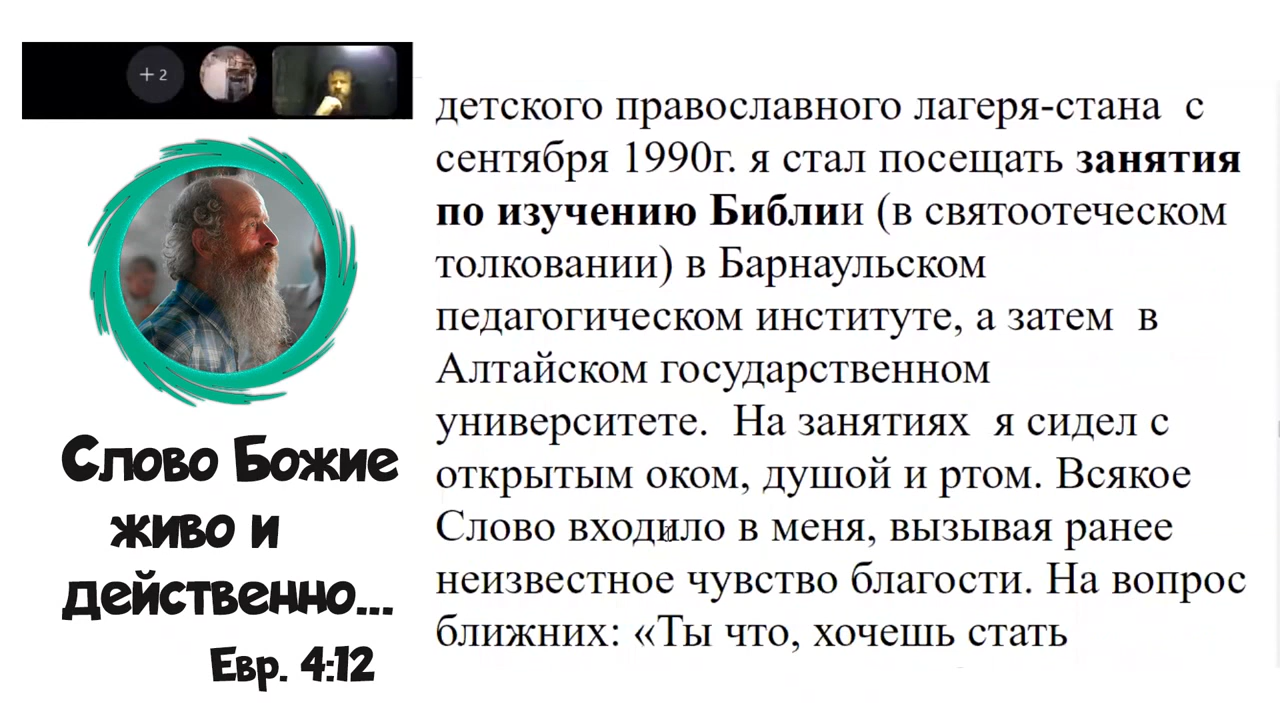 + 2
детского православного лагеря-стана с
сентября 1990г. я стал посещать занятия
по изучению Библии (в святоотеческом
толковании) в Барнаульском
педагогическом институте, а затем в
Алтайском государственном
университете. На занятиях я сидел с
открытым оком, душой и ртом. Всякое
Слово входило в меня, вызывая ранее
неизвестное чувство благости. На вопрос
ближних: «Ты что, хочешь стать
Слово Божие
живо и
действенно...
Евр. 4:12